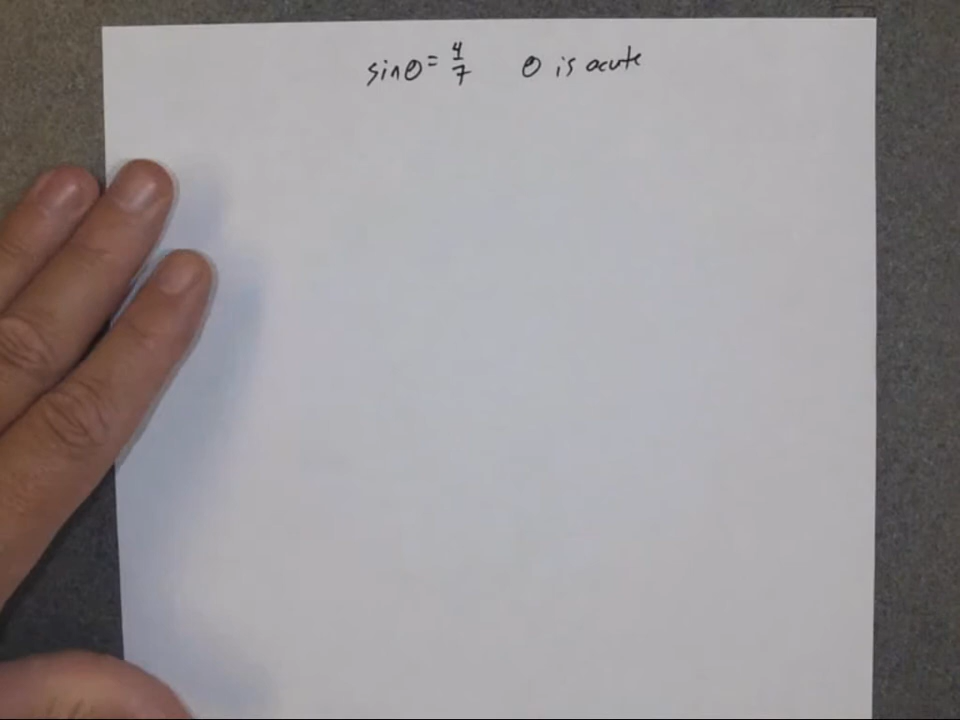 sinθ = 4/7 θ is acute